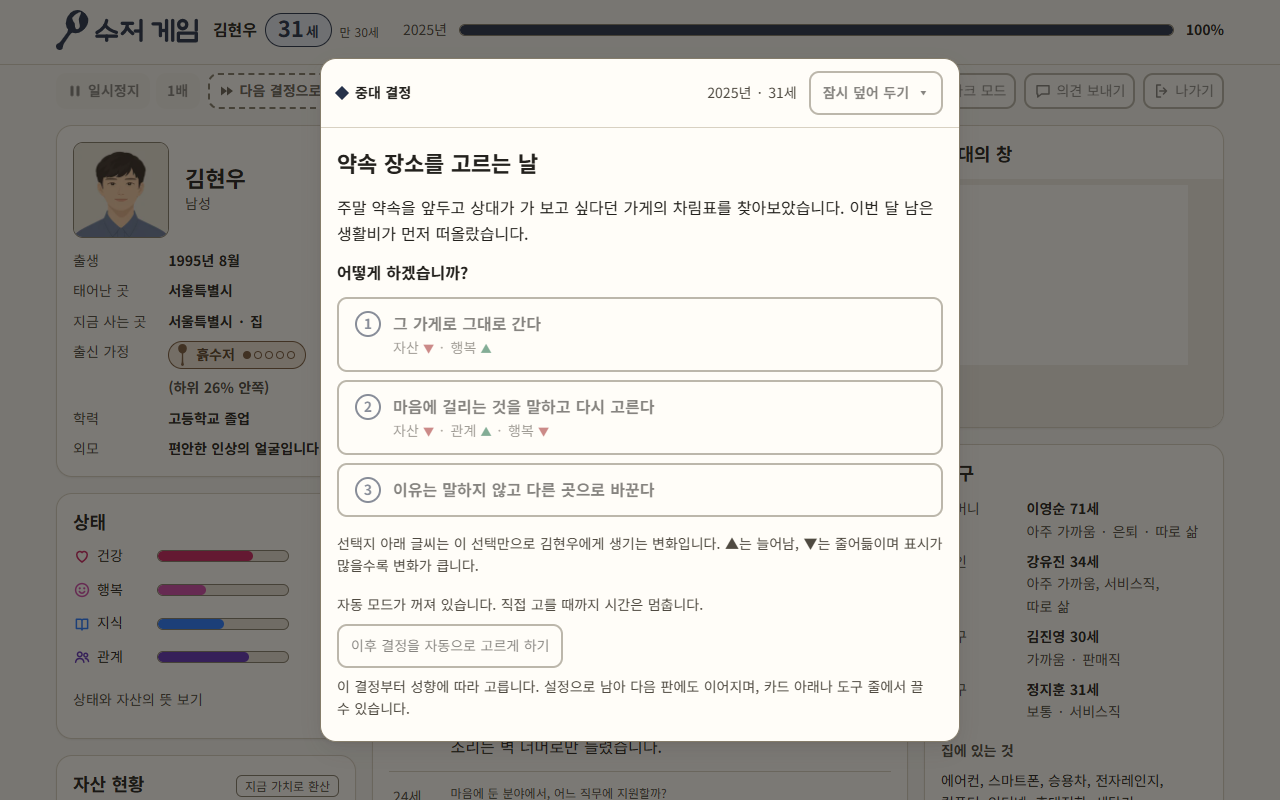 수저 게임 김현우 31세 만 30세 2025년 100%
일시정지 1배 다음 결정으로 크 모드 의견 보내기 나가기
중대 결정 2025년 · 31세 잠시 덮어 두기
약속 장소를 고르는 날
주말 약속을 앞두고 상대가 가 보고 싶다던 가게의 차림표를 찾아보았습니다. 이번 달 남은
생활비가 먼저 떠올랐습니다.
어떻게 하겠습니까?
1 그 가게로 그대로 간다
자산 ▼ · 행복 ▲
2 마음에 걸리는 것을 말하고 다시 고른다
자산 ▼ · 관계 ▲ · 행복 ▼
3 이유는 말하지 않고 다른 곳으로 바꾼다
선택지 아래 글씨는 이 선택만으로 김현우에게 생기는 변화입니다. ▲는 늘어남, ▼는 줄어듦이며 표시가
많을수록 변화가 큽니다.
자동 모드가 꺼져 있습니다. 직접 고를 때까지 시간은 멈춥니다.
이후 결정을 자동으로 고르게 하기
이 결정부터 성향에 따라 고릅니다. 설정으로 남아 다음 판에도 이어지며, 카드 아래나 도구 줄에서 끌
수 있습니다.
김현우
남성
출생 1995년 8월
태어난 곳 서울특별시
지금 사는 곳 서울특별시 · 집
출신 가정 흙수저
(하위 26% 안쪽)
학력 고등학교 졸업
외모 편안한 인상의 얼굴입니다
상태
건강
행복
지식
관계
상태와 자산의 뜻 보기
자산 현황 지금 가치로 환산
소리는 벽 너머로만 들렸습니다.
24세 마음에 둔 분야에서, 어느 직무에 지원할까?
대의 창
구
머니 이영순 71세
아주 가까움 · 은퇴 · 따로 삶
인 강유진 34세
아주 가까움, 서비스직,
따로 삶
구 김진영 30세
가까움 · 판매직
구 정지훈 31세
보통 · 서비스직
집에 있는 것
에어컨, 스마트폰, 승용차, 전자레인지,